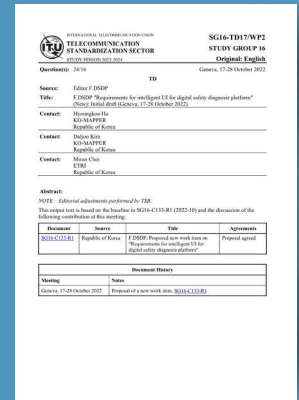 INTERNATIONAL TELECOMMUNICATION UNION
TELECOMMUNICATION
STANDARDIZATION SECTOR
STUDY PERIOD 2022-2024
SG16-TD17/WP2
STUDY GROUP 16
Original: English
Question(s): 24/16
Geneva, 17-28 October 2022
TD
Source: Editor F.DSDP
Title: F.DSDP "Requirements for intelligent UI for digital safety diagnosis platform"
(New): Initial draft (Geneva, 17-28 October 2022)
Contact: Hyoungkoo Hu
KO-MAPPER
Republic of Korea
Contact: Daljoo Kim
KO-MAPPER
Republic of Korea
Contact: Miran Choi
ETRI
Republic of Korea
Abstract:
NOTE – Editorial adjustments performed by TSB.
This output text is based on the baseline in SG16-C133-R1 (2022-10) and the discussion of the
following contribution at this meeting.
Document Source Title Agreements
SG16-C133-R1 Republic of Korea F.DSDP: Proposed new work item on Proposal agreed
"Requirements for intelligent UI for
digital safety diagnosis platform"
Document History
Meeting Notes
Geneva, 17-28 October 2022 Proposal of a new work item, SG16-C133-R1